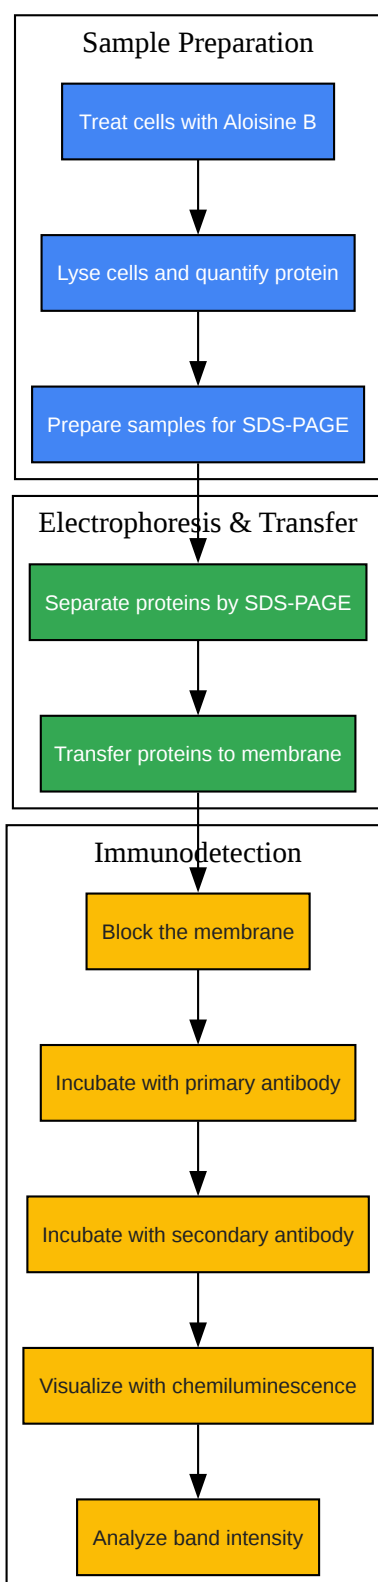 Sample Preparation
Treat cells with Aloisine B
Lyse cells and quantify protein
Prepare samples for SDS-PAGE
Electrophoresis & Transfer
Separate proteins by SDS-PAGE
Transfer proteins to membrane
Immunodetection
Block the membrane
Incubate with primary antibody
Incubate with secondary antibody
Visualize with chemiluminescence
Analyze band intensity